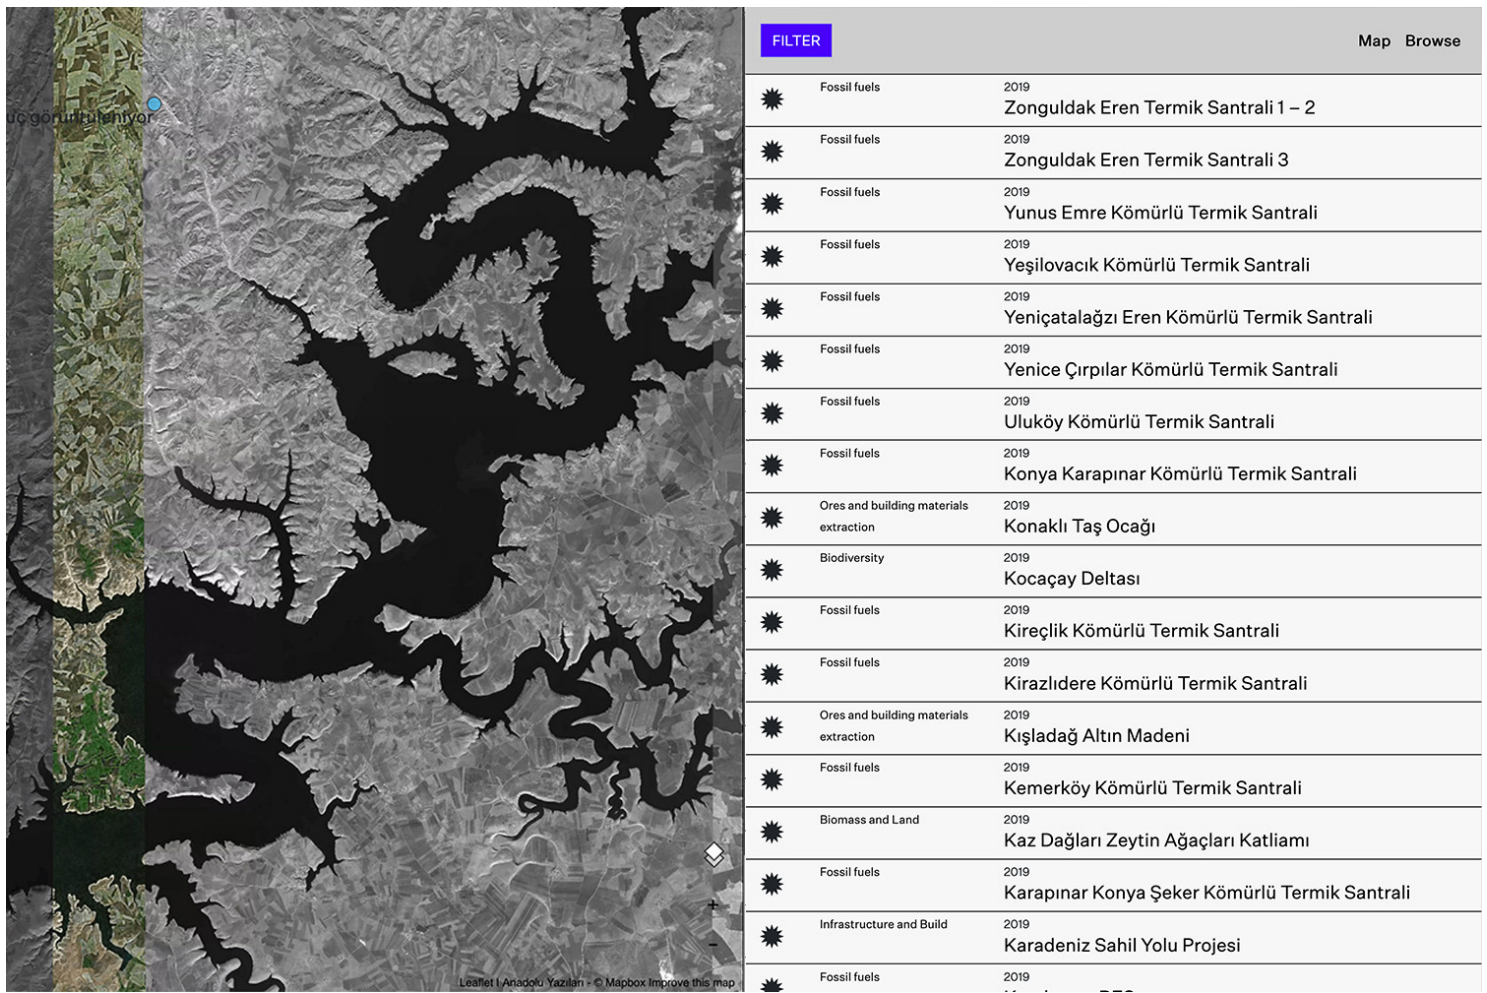 uç görüntüleniyor
Leaflet | Anadolu Yazıları - © Mapbox Improve this map
FILTER
Map Browse
Fossil fuels
2019
Zonguldak Eren Termik Santrali 1 – 2
Fossil fuels
2019
Zonguldak Eren Termik Santrali 3
Fossil fuels
2019
Yunus Emre Kömürlü Termik Santrali
Fossil fuels
2019
Yeşilovacık Kömürlü Termik Santrali
Fossil fuels
2019
Yeniçatalağzı Eren Kömürlü Termik Santrali
Fossil fuels
2019
Yenice Çırpılar Kömürlü Termik Santrali
Fossil fuels
2019
Uluköy Kömürlü Termik Santrali
Fossil fuels
2019
Konya Karapınar Kömürlü Termik Santrali
Ores and building materials
extraction
2019
Konaklı Taş Ocağı
Biodiversity
2019
Kocaçay Deltası
Fossil fuels
2019
Kireçlik Kömürlü Termik Santrali
Fossil fuels
2019
Kirazlıdere Kömürlü Termik Santrali
Ores and building materials
extraction
2019
Kışladağ Altın Madeni
Fossil fuels
2019
Kemerköy Kömürlü Termik Santrali
Biomass and Land
2019
Kaz Dağları Zeytin Ağaçları Katliamı
Fossil fuels
2019
Karapınar Konya Şeker Kömürlü Termik Santrali
Infrastructure and Build
2019
Karadeniz Sahil Yolu Projesi
Fossil fuels
2019